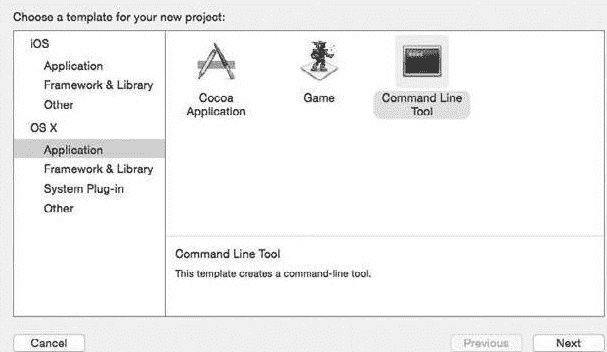 Choose a template for your new project:
iOS
Application
Framework & Library
Other
OS X
Application
Framework & Library
System Plug-in
Other
Cocoa
Application
Game
Command Line
Tool
Command Line Tool
This template creates a command-line tool.
Cancel
Previous
Next